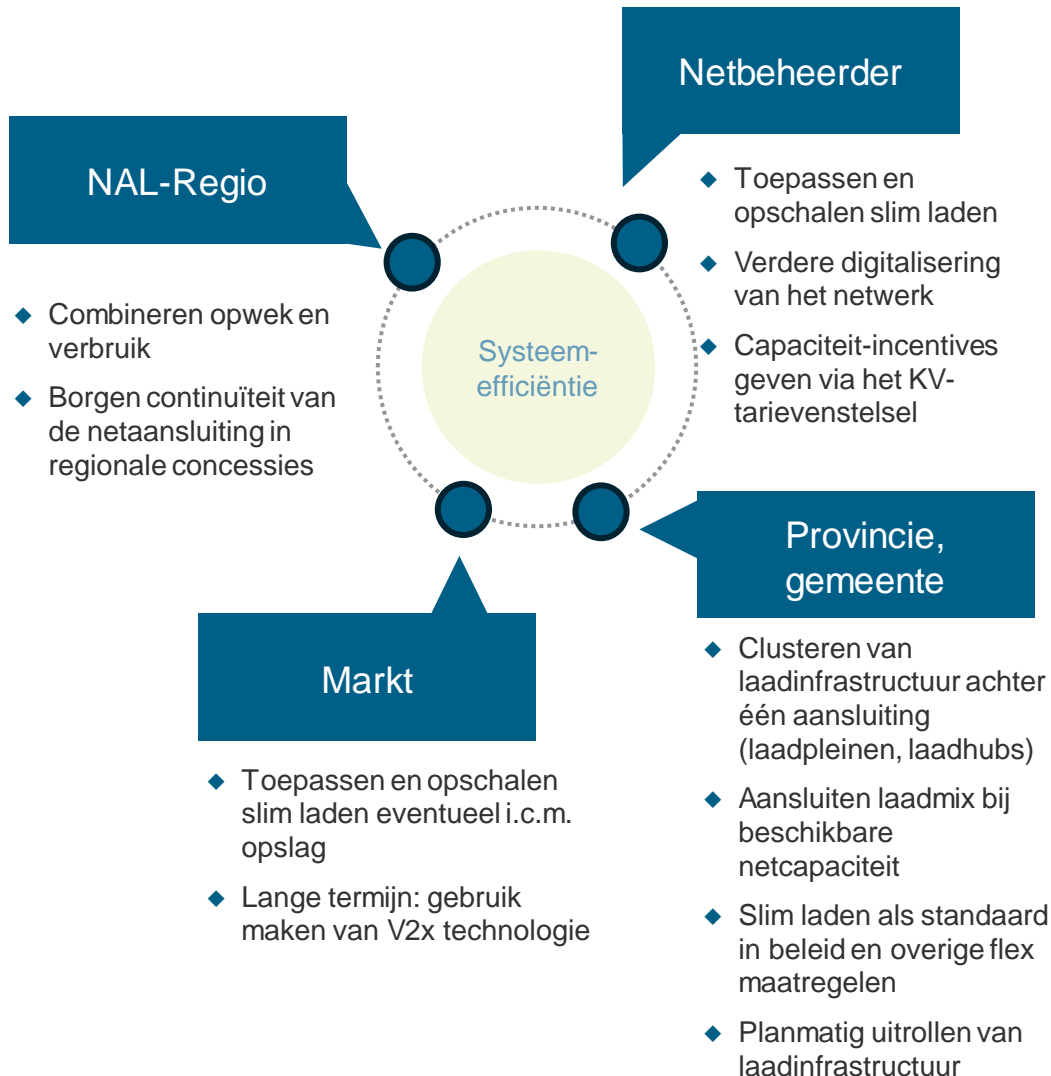 Netbeheerder
◆ Toepassen en
opschalen slim laden
◆ Verdere digitalisering
van het netwerk
◆ Capaciteit-incentives
geven via het KV-
tarievenstelsel
NAL-Regio
◆ Combineren opwek en
verbruik
◆ Borgen continuïteit van
de netaansluiting in
regionale concessies
Systeem-
efficiëntie
Markt
◆ Toepassen en opschalen
slim laden eventueel i.c.m.
opslag
◆ Lange termijn: gebruik
maken van V2x technologie
Provincie,
gemeente
◆ Clusteren van
laadinfrastructuur achter
één aansluiting
(laadpleinen, laadhubs)
◆ Aansluiten laadmix bij
beschikbare
netcapaciteit
◆ Slim laden als standaard
in beleid en overige flex
maatregelen
◆ Planmatig uitrollen van
laadinfrastructuur